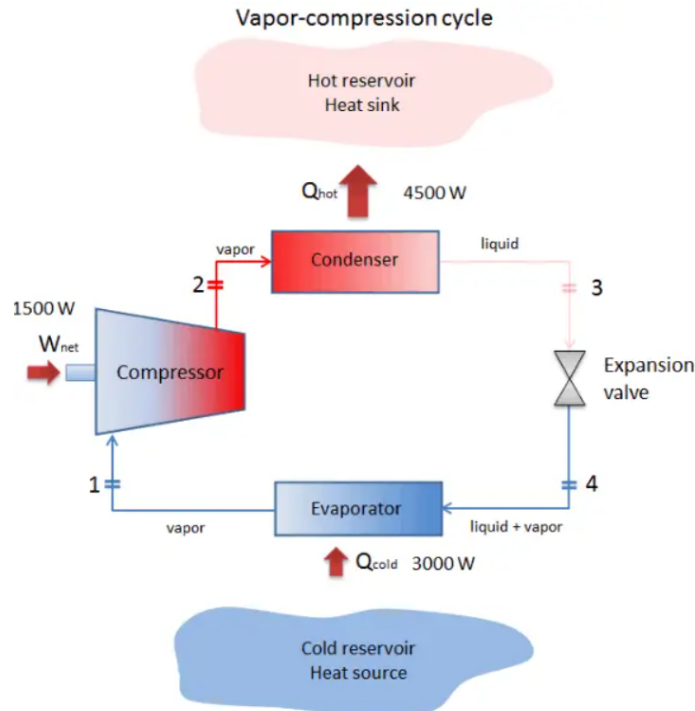 Vapor-compression cycle
Hot reservoir
Heat sink
Qhot 4500 W
vapor
Condenser
liquid
2
3
1500 W
Wnet
Compressor
Expansion
valve
1
4
Evaporator
vapor
liquid + vapor
Qcold 3000 W
Cold reservoir
Heat source